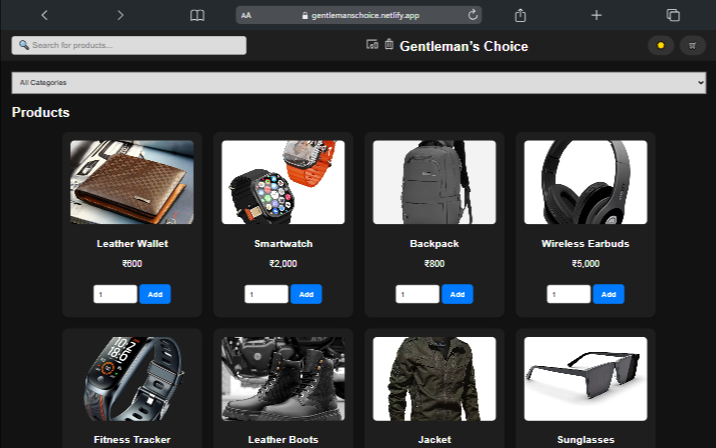 AA gentlemanschoice.netlify.app
Search for products...
Gentleman's Choice
All Categories
Products
Leather Wallet
₹600
1 Add
Smartwatch
₹2,000
1 Add
Backpack
₹800
1 Add
Wireless Earbuds
₹5,000
1 Add
Fitness Tracker
Leather Boots
Jacket
Sunglasses